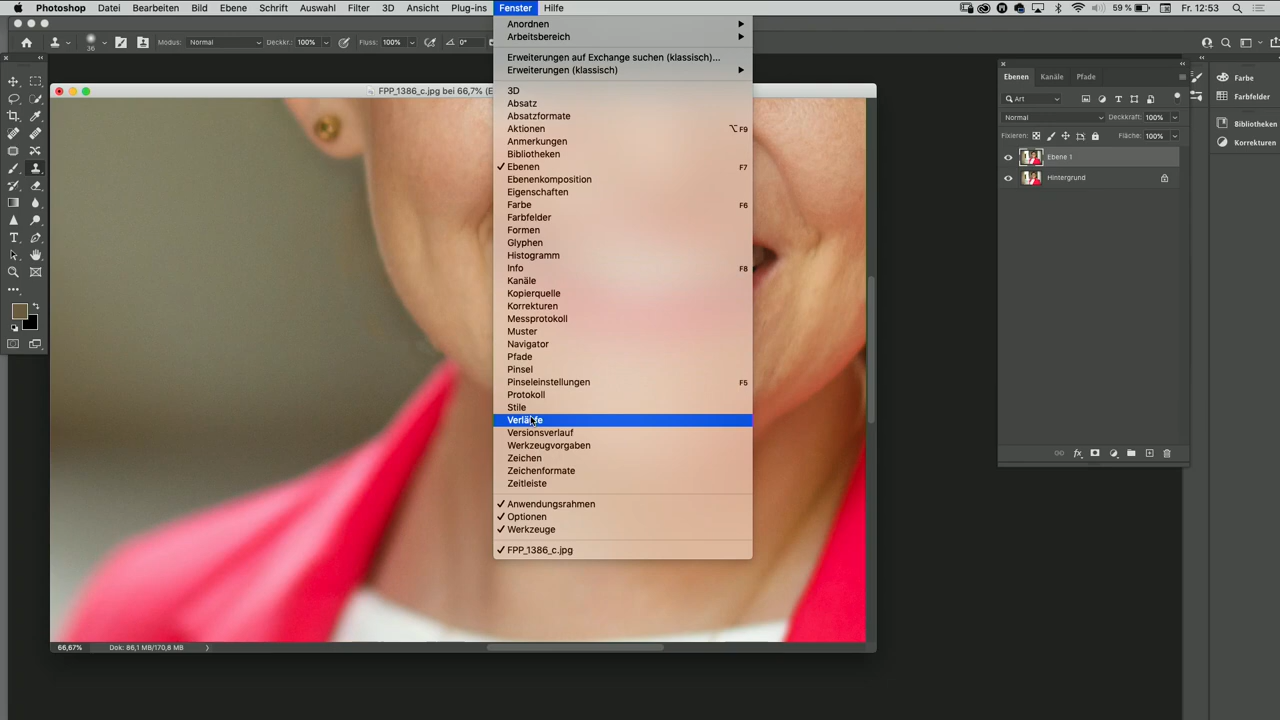 Photoshop Datei Bearbeiten Bild Ebene Schrift Auswahl Filter 3D Ansicht Plug-ins Fenster Hilfe 59 % Fr. 12:53
36 Modus: Normal Deckkr.: 100% Fluss: 100% 0°
FPP_1386_c.jpg bei 66,7% (E
Anordnen
Arbeitsbereich
Erweiterungen auf Exchange suchen (klassisch)...
Erweiterungen (klassisch)
3D
Absatz
Absatzformate
Aktionen ⌥F9
Anmerkungen
Bibliotheken
✓ Ebenen F7
Ebenenkomposition
Eigenschaften
Farbe F6
Farbfelder
Formen
Glyphen
Histogramm
Info F8
Kanäle
Kopierquelle
Korrekturen
Messprotokoll
Muster
Navigator
Pfade
Pinsel
Pinseleinstellungen F5
Protokoll
Stile
Verläufe
Versionsverlauf
Werkzeugvorgaben
Zeichen
Zeichenformate
Zeitleiste
✓ Anwendungsrahmen
✓ Optionen
✓ Werkzeuge
✓ FPP_1386_c.jpg
Ebenen Kanäle Pfade
Art
Normal Deckkraft: 100%
Fixieren: Fläche: 100%
Ebene 1
Hintergrund
Farbe
Farbfelder
Bibliotheken
Korrekturen
66,67% Dok: 86,1 MB/170,8 MB